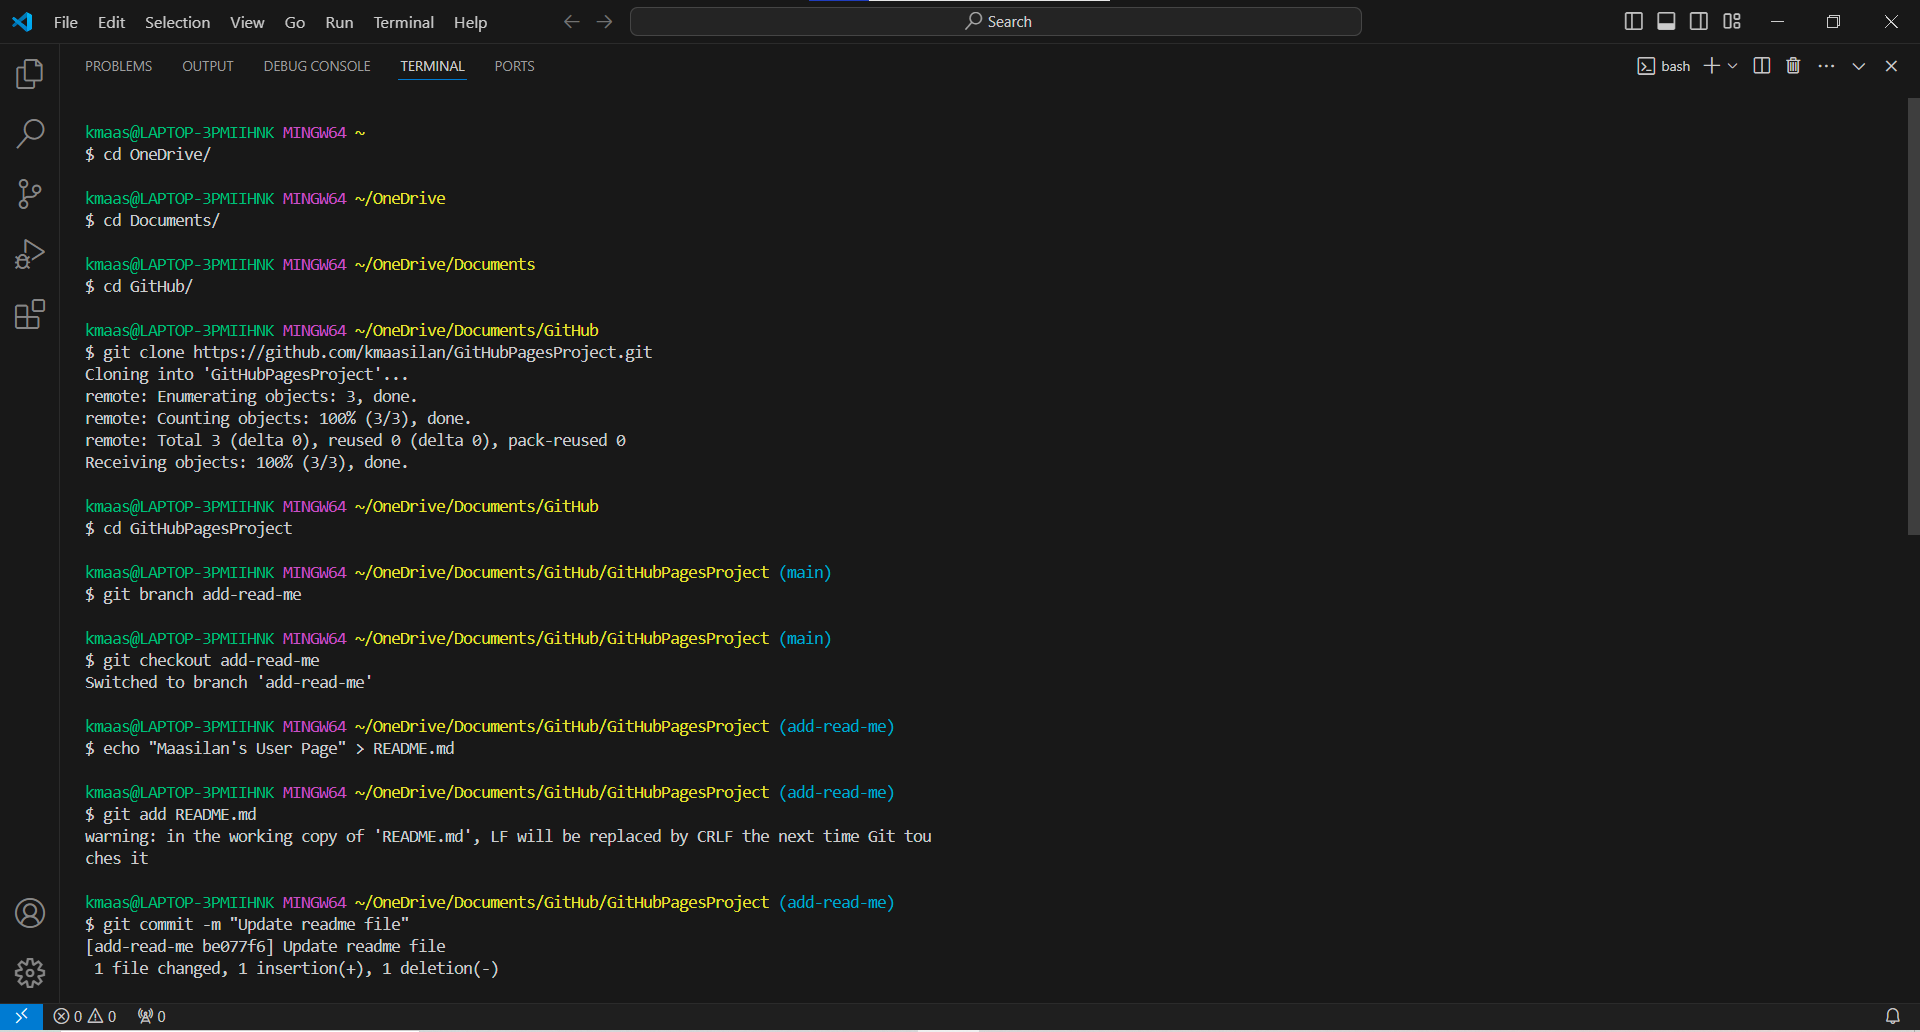 File Edit Selection View Go Run Terminal Help Search
PROBLEMS OUTPUT DEBUG CONSOLE TERMINAL PORTS bash
kmaas@LAPTOP-3PMIIHNK MINGW64 ~
$ cd OneDrive/
kmaas@LAPTOP-3PMIIHNK MINGW64 ~/OneDrive
$ cd Documents/
kmaas@LAPTOP-3PMIIHNK MINGW64 ~/OneDrive/Documents
$ cd GitHub/
kmaas@LAPTOP-3PMIIHNK MINGW64 ~/OneDrive/Documents/GitHub
$ git clone https://github.com/kmaasilan/GitHubPagesProject.git
Cloning into 'GitHubPagesProject'...
remote: Enumerating objects: 3, done.
remote: Counting objects: 100% (3/3), done.
remote: Total 3 (delta 0), reused 0 (delta 0), pack-reused 0
Receiving objects: 100% (3/3), done.
kmaas@LAPTOP-3PMIIHNK MINGW64 ~/OneDrive/Documents/GitHub
$ cd GitHubPagesProject
kmaas@LAPTOP-3PMIIHNK MINGW64 ~/OneDrive/Documents/GitHub/GitHubPagesProject (main)
$ git branch add-read-me
kmaas@LAPTOP-3PMIIHNK MINGW64 ~/OneDrive/Documents/GitHub/GitHubPagesProject (main)
$ git checkout add-read-me
Switched to branch 'add-read-me'
kmaas@LAPTOP-3PMIIHNK MINGW64 ~/OneDrive/Documents/GitHub/GitHubPagesProject (add-read-me)
$ echo "Maasilan's User Page" > README.md
kmaas@LAPTOP-3PMIIHNK MINGW64 ~/OneDrive/Documents/GitHub/GitHubPagesProject (add-read-me)
$ git add README.md
warning: in the working copy of 'README.md', LF will be replaced by CRLF the next time Git tou
ches it
kmaas@LAPTOP-3PMIIHNK MINGW64 ~/OneDrive/Documents/GitHub/GitHubPagesProject (add-read-me)
$ git commit -m "Update readme file"
[add-read-me be077f6] Update readme file
1 file changed, 1 insertion(+), 1 deletion(-)
0 0 0